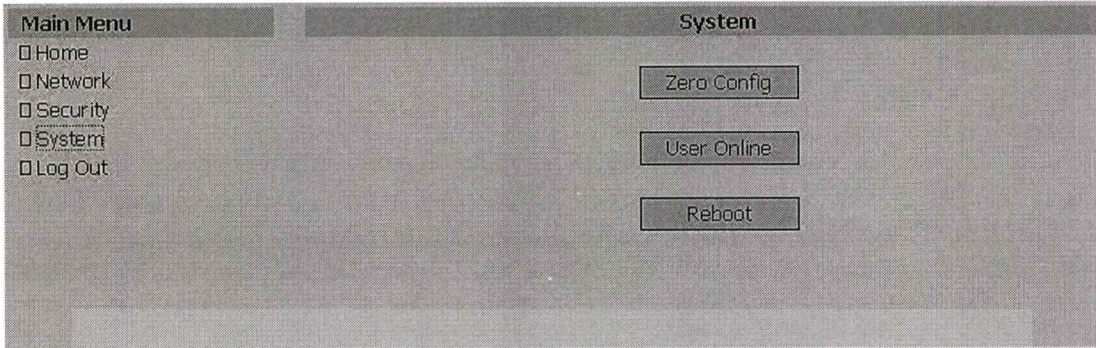 Main Menu
Home
Network
Security
System
Log Out
System
Zero Config
User Online
Reboot